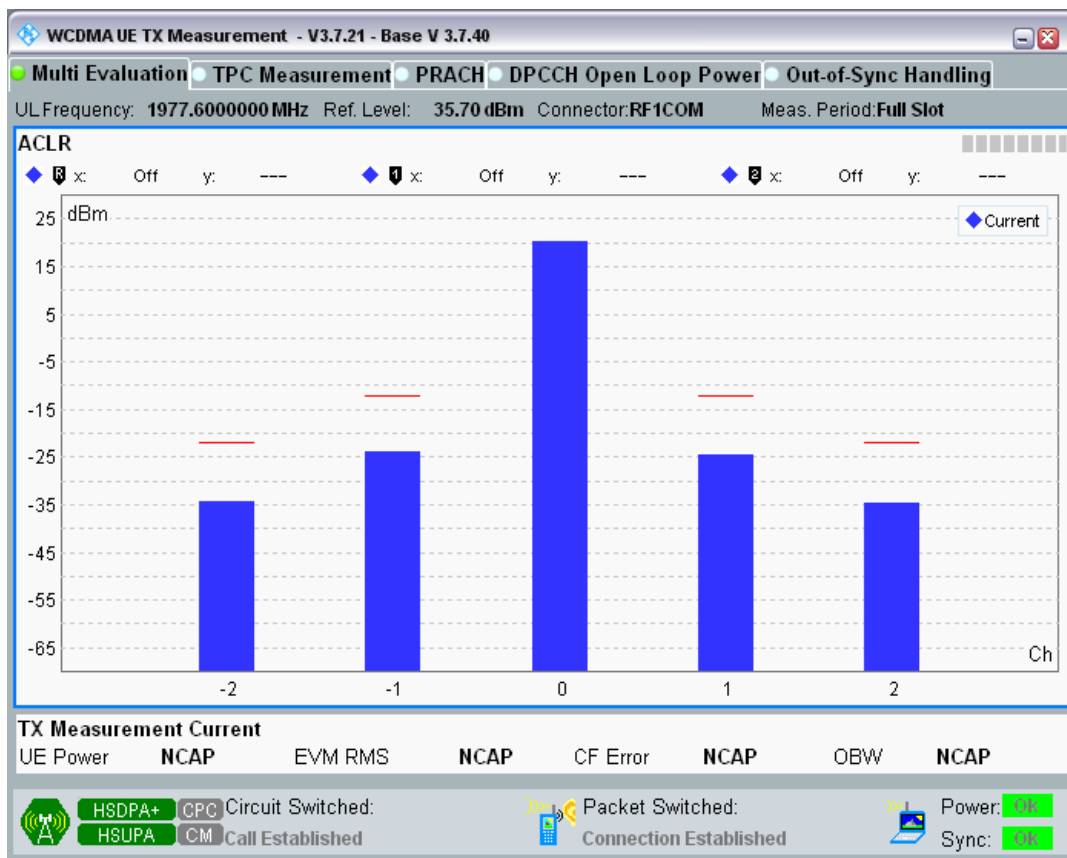 WCDMA UE TX Measurement - V3.7.21 - Base V 3.7.40
Multi Evaluation TPC Measurement PRACH DPCCH Open Loop Power Out-of-Sync Handling
UL Frequency: 1977.6000000 MHz Ref. Level: 35.70 dBm Connector:RF1COM Meas. Period:Full Slot
ACLR
R x: Off y: --- 1 x: Off y: --- 2 x: Off y: ---
dBm
Current
25
15
5
-5
-15
-25
-35
-45
-55
-65
Ch
-2 -1 0 1 2
TX Measurement Current
UE Power NCAP EVM RMS NCAP CF Error NCAP OBW NCAP
HSDPA+ CPC Circuit Switched: Packet Switched: Power: Ok
HSUPA CM Call Established Connection Established Sync: Ok